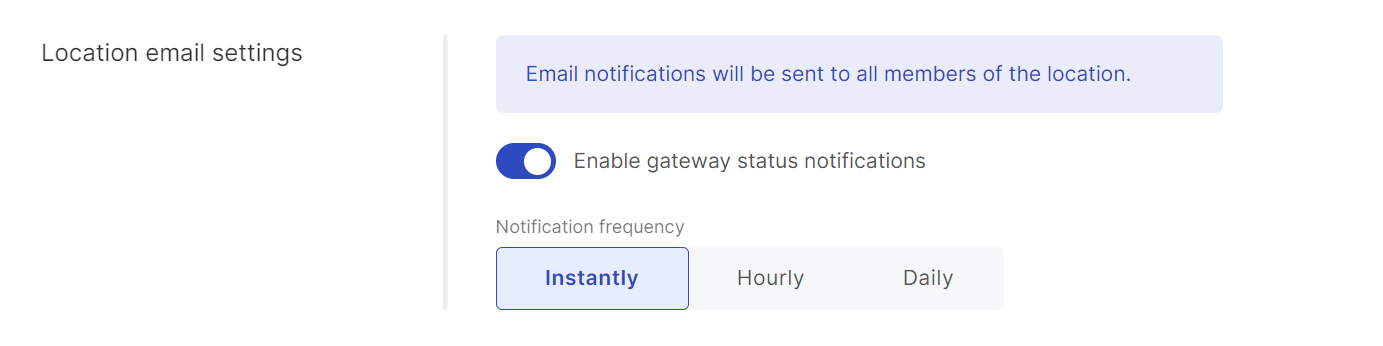 Location email settings
Email notifications will be sent to all members of the location.
Enable gateway status notifications
Notification frequency
Instantly Hourly Daily